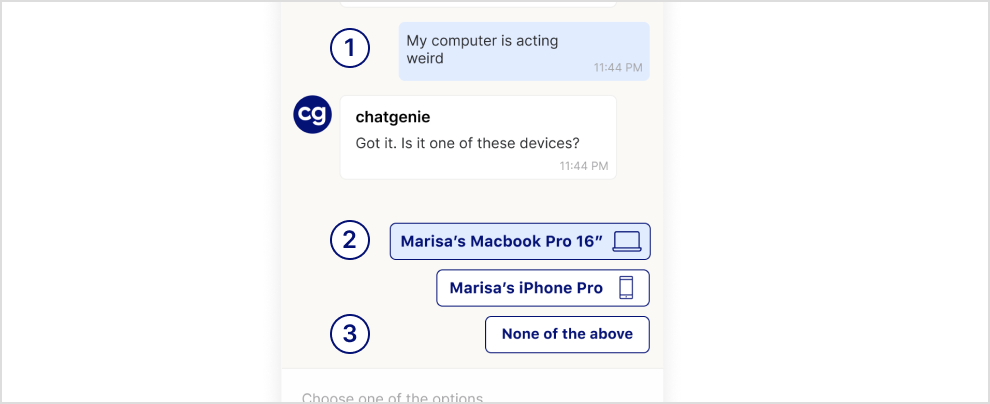 1
My computer is acting
weird
11:44 PM
cg
chatgenie
Got it. Is it one of these devices?
11:44 PM
2
Marisa’s Macbook Pro 16”
Marisa’s iPhone Pro
3
None of the above
Choose one of the options